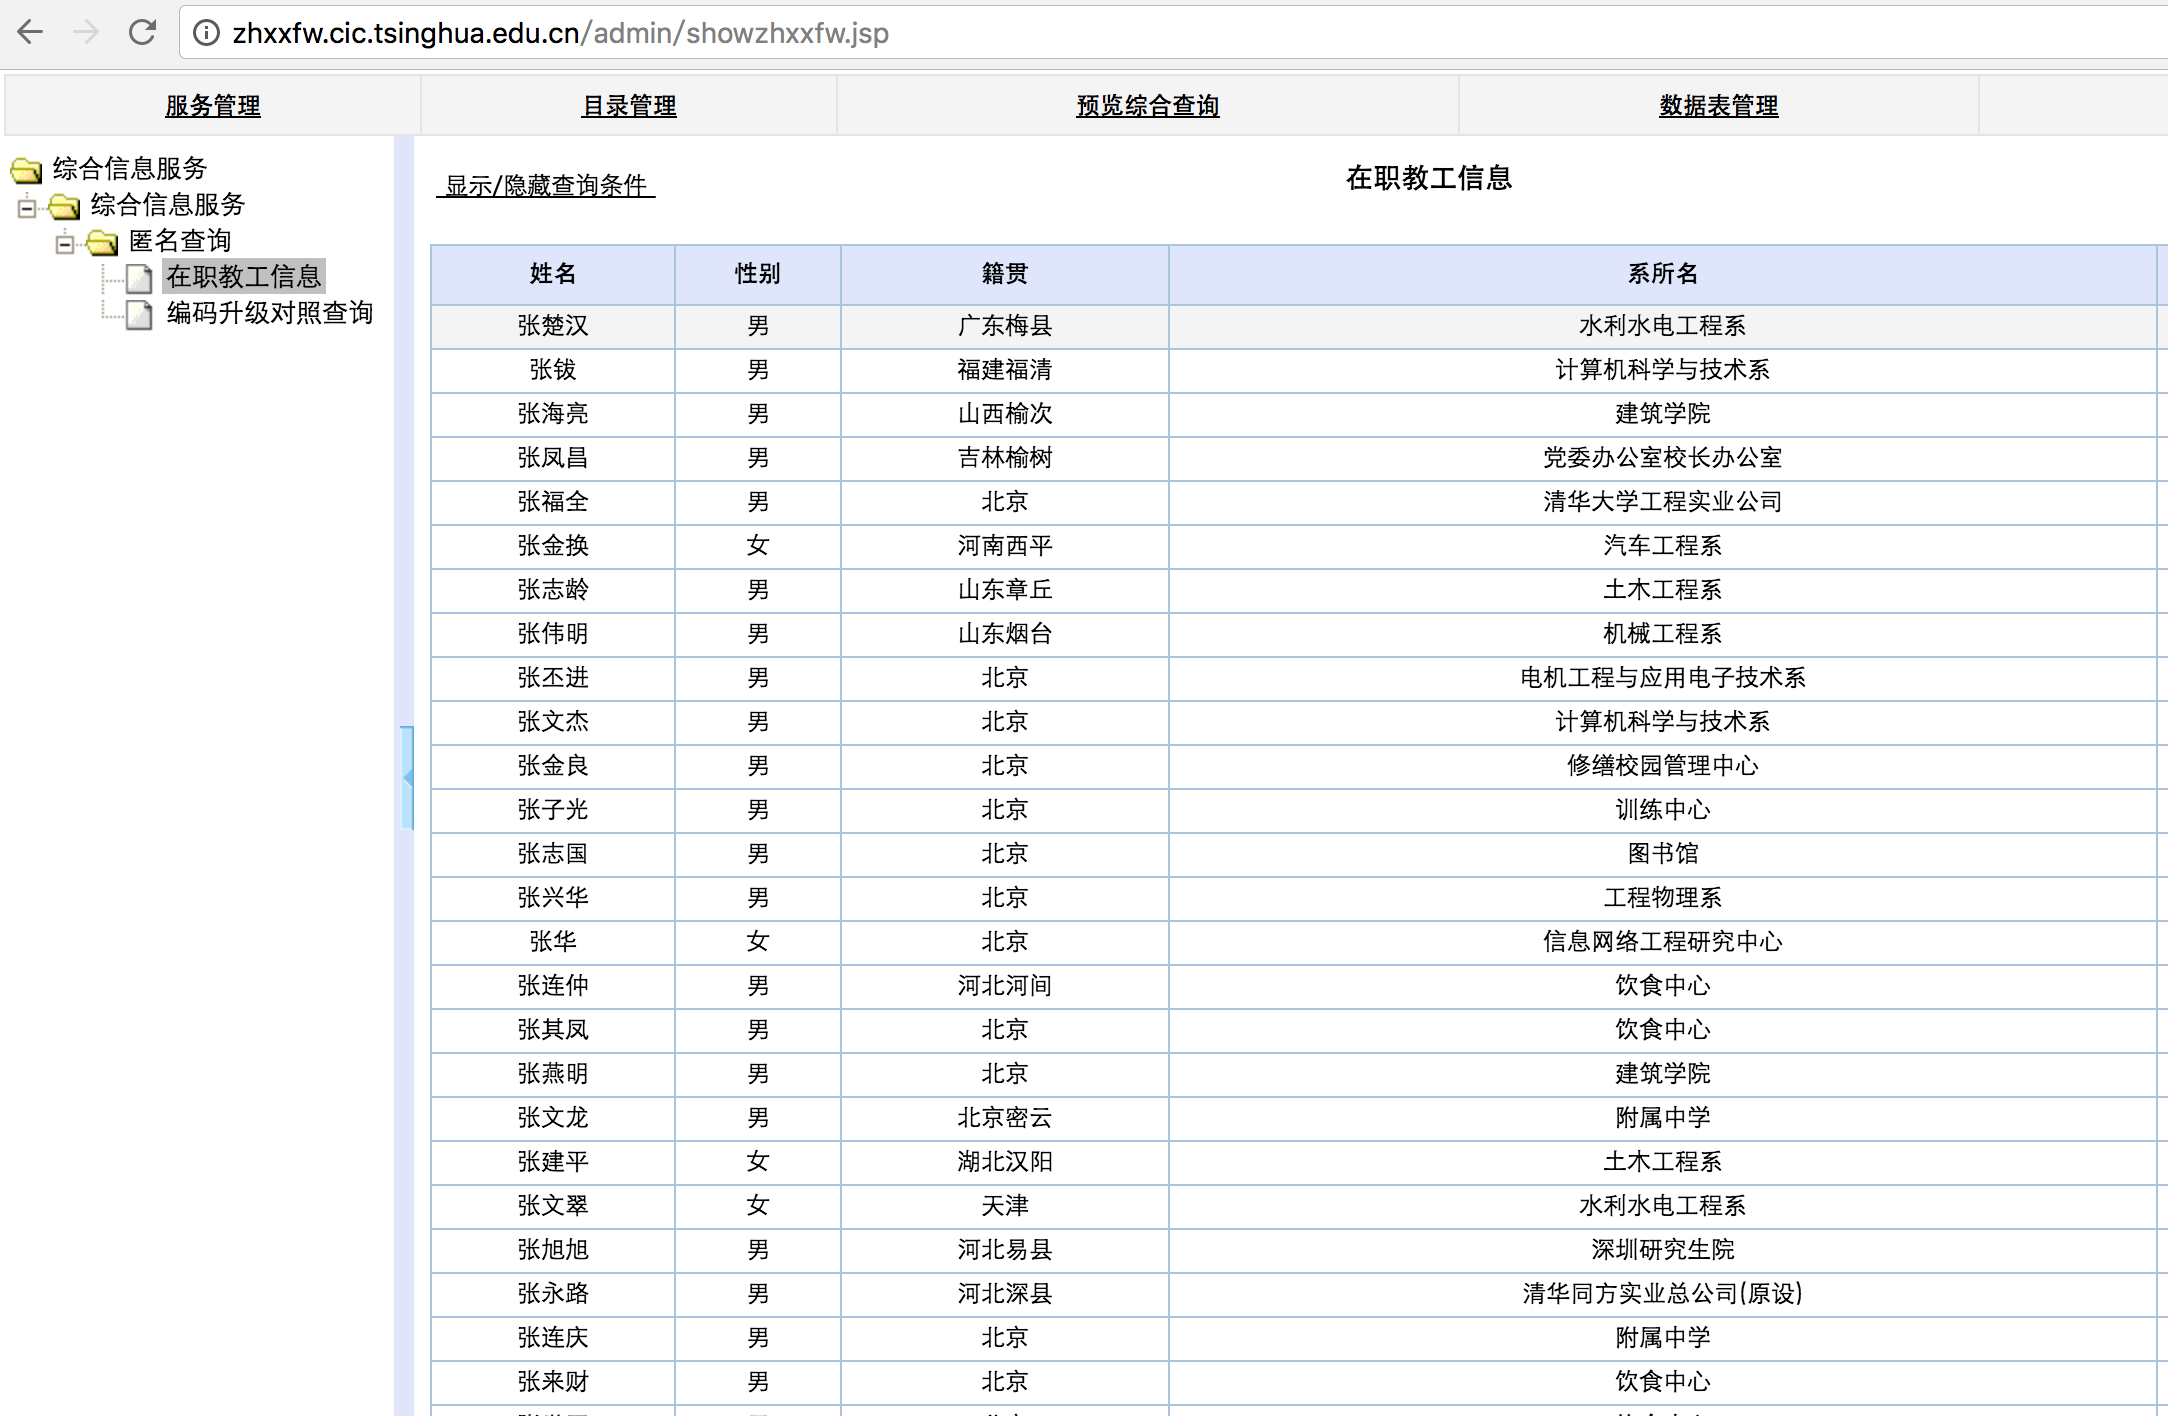 zhxxfw.cic.tsinghua.edu.cn/admin/showzhxxfw.jsp
服务管理 目录管理 预览综合查询 数据表管理
综合信息服务
综合信息服务
匿名查询
在职教工信息
编码升级对照查询
显示/隐藏查询条件 在职教工信息
姓名 性别 籍贯 系所名
张楚汉 男 广东梅县 水利水电工程系
张钹 男 福建福清 计算机科学与技术系
张海亮 男 山西榆次 建筑学院
张凤昌 男 吉林榆树 党委办公室校长办公室
张福全 男 北京 清华大学工程实业公司
张金换 女 河南西平 汽车工程系
张志龄 男 山东章丘 土木工程系
张伟明 男 山东烟台 机械工程系
张丕进 男 北京 电机工程与应用电子技术系
张文杰 男 北京 计算机科学与技术系
张金良 男 北京 修缮校园管理中心
张子光 男 北京 训练中心
张志国 男 北京 图书馆
张兴华 男 北京 工程物理系
张华 女 北京 信息网络工程研究中心
张连仲 男 河北河间 饮食中心
张其凤 男 北京 饮食中心
张燕明 男 北京 建筑学院
张文龙 男 北京密云 附属中学
张建平 女 湖北汉阳 土木工程系
张文翠 女 天津 水利水电工程系
张旭旭 男 河北易县 深圳研究生院
张永路 男 河北深县 清华同方实业总公司(原设)
张连庆 男 北京 附属中学
张来财 男 北京 饮食中心